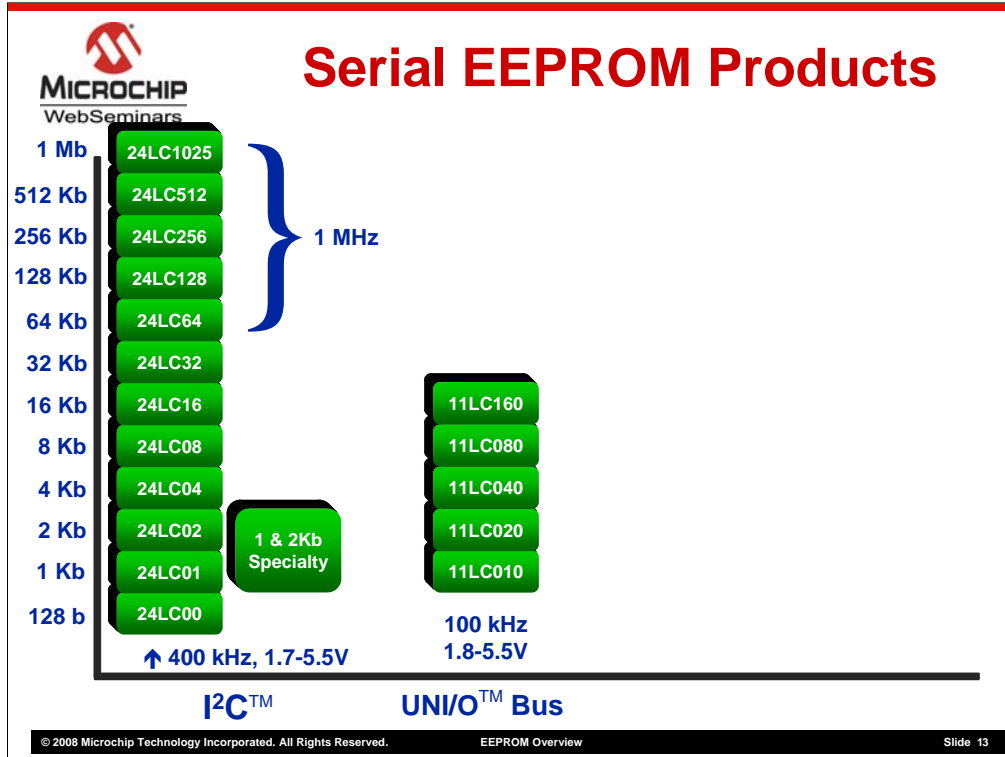 MICROCHIP
WebSeminars
Serial EEPROM Products
1 Mb
24LC1025
512 Kb
24LC512
256 Kb
24LC256
1 MHz
128 Kb
24LC128
64 Kb
24LC64
32 Kb
24LC32
16 Kb
24LC16
11LC160
8 Kb
24LC08
11LC080
4 Kb
24LC04
11LC040
2 Kb
24LC02
1 & 2Kb
Specialty
11LC020
1 Kb
24LC01
11LC010
128 b
24LC00
↑ 400 kHz, 1.7-5.5V
100 kHz
1.8-5.5V
I²C™
UNI/O™ Bus
© 2008 Microchip Technology Incorporated. All Rights Reserved.
EEPROM Overview
Slide 13